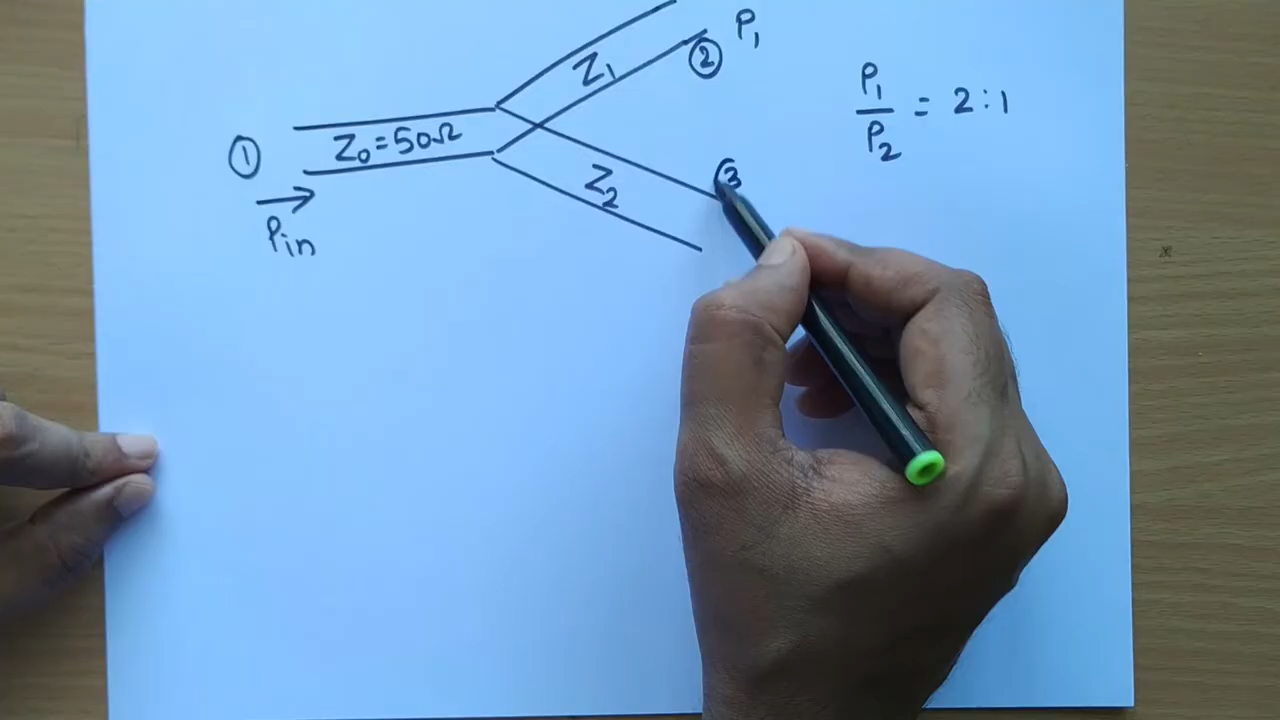 P1
②
Z1
① Z0 = 50Ω
Pin
Z2
③
P1/P2 = 2:1